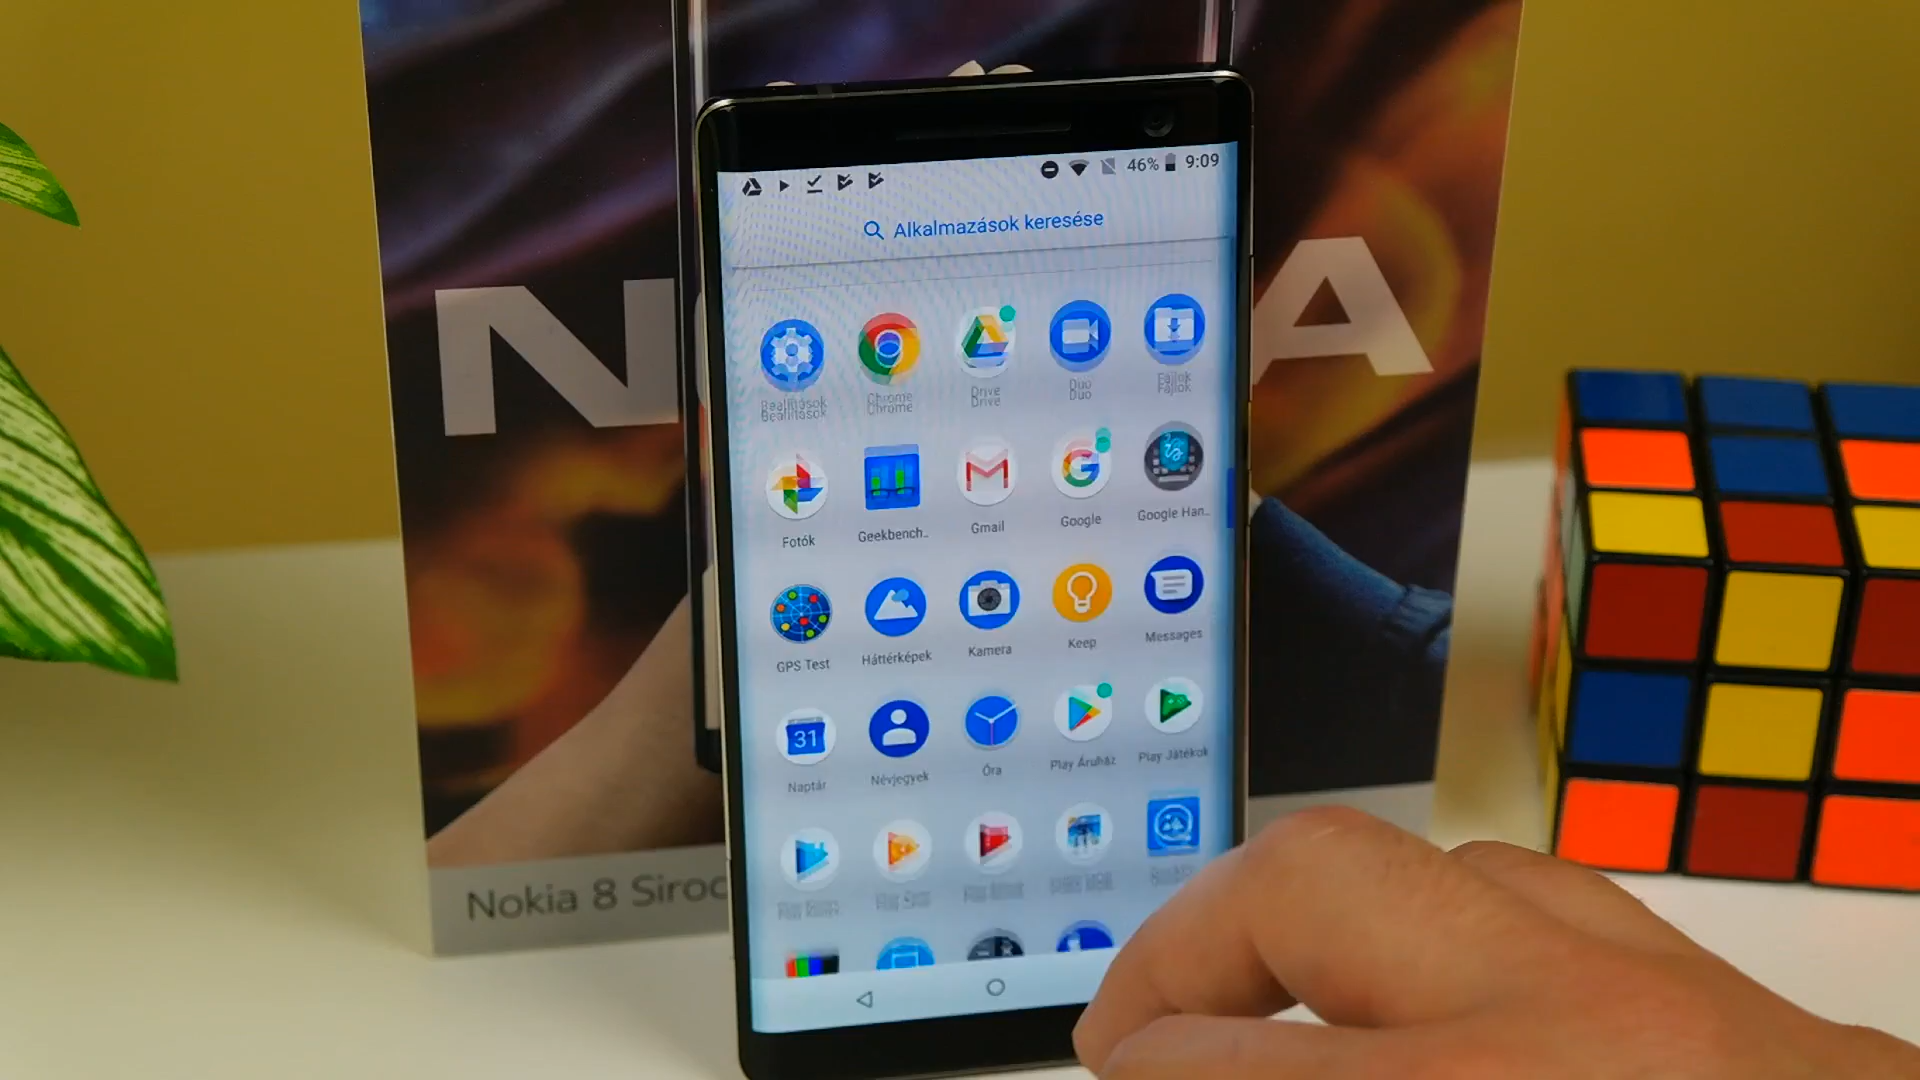 46% 9:09
Alkalmazások keresése
N A
Beállítások Chrome Drive Duo Fájlok
Fotók Geekbench.. Gmail Google Google Han..
GPS Test Háttérképek Kamera Keep Messages
31
Naptár Névjegyek Óra Play Áruház Play Játékok
Nokia 8 Siroc